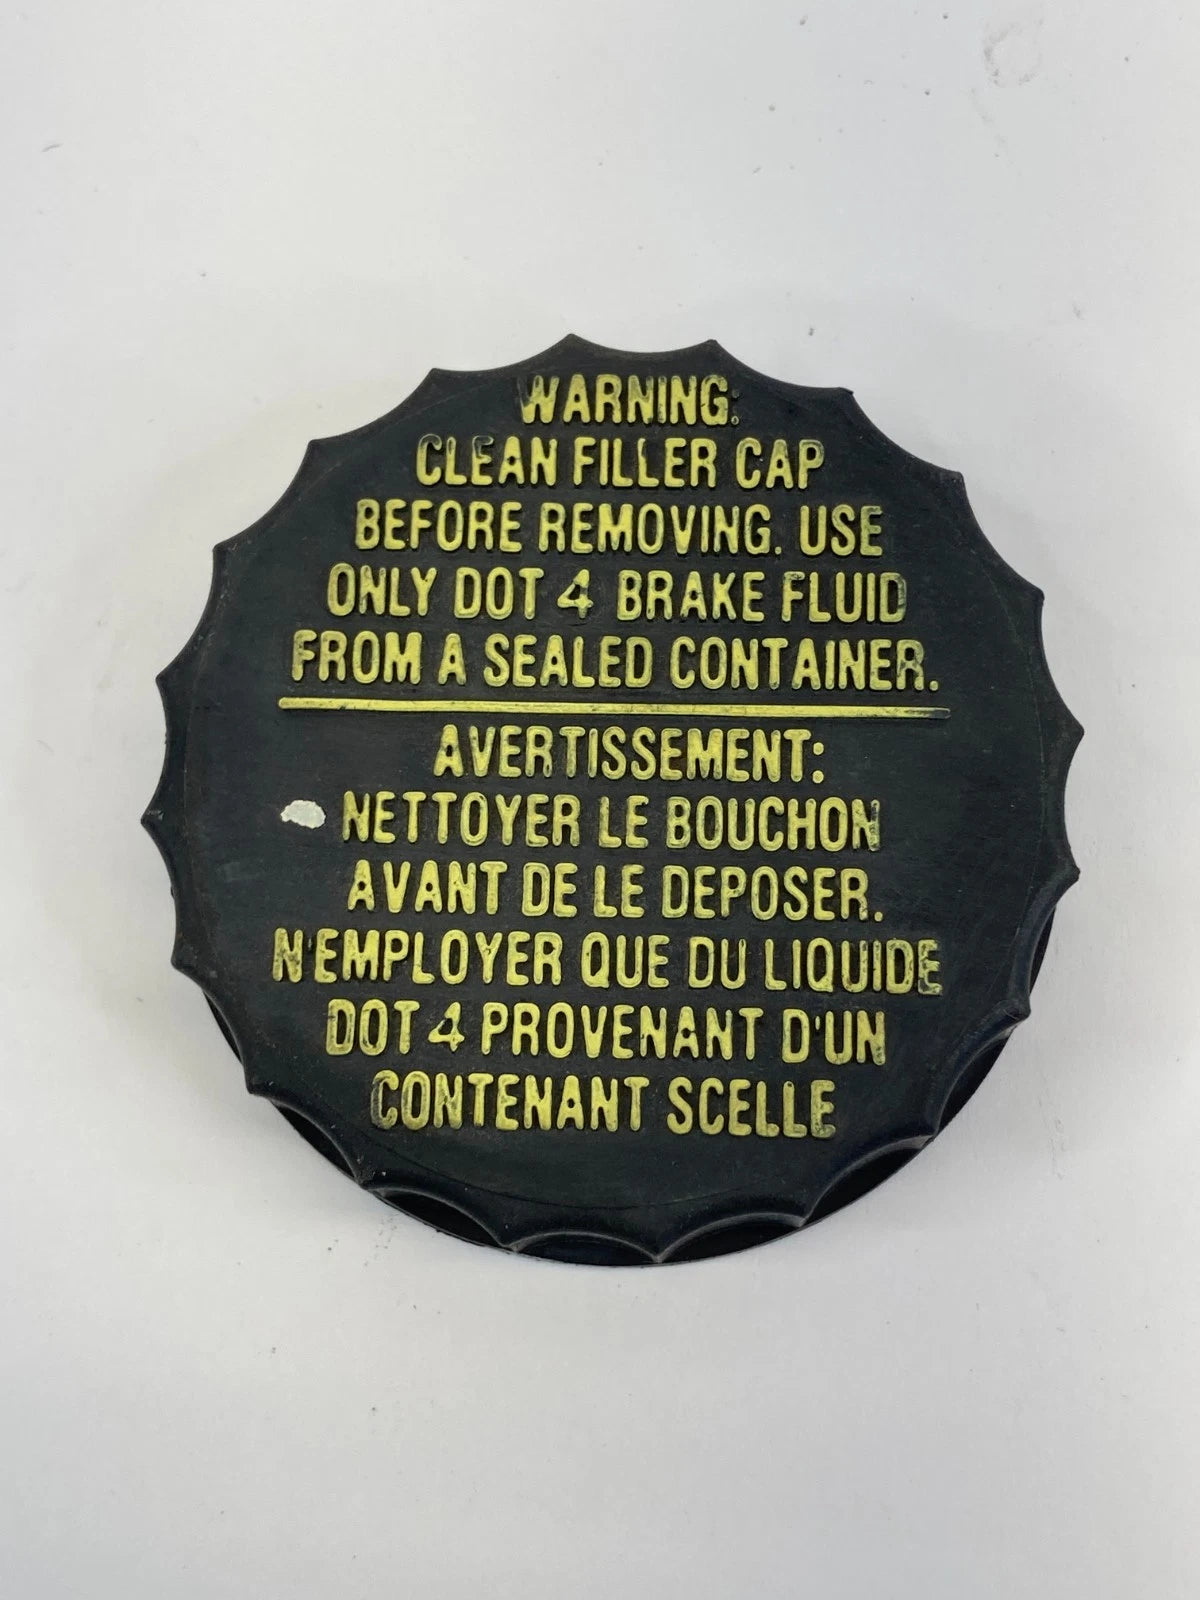 WARNING:
CLEAN FILLER CAP
BEFORE REMOVING. USE
ONLY DOT 4 BRAKE FLUID
FROM A SEALED CONTAINER.
AVERTISSEMENT:
NETTOYER LE BOUCHON
AVANT DE LE DEPOSER.
N'EMPLOYER QUE DU LIQUIDE
DOT 4 PROVENANT D'UN
CONTENANT SCELLE